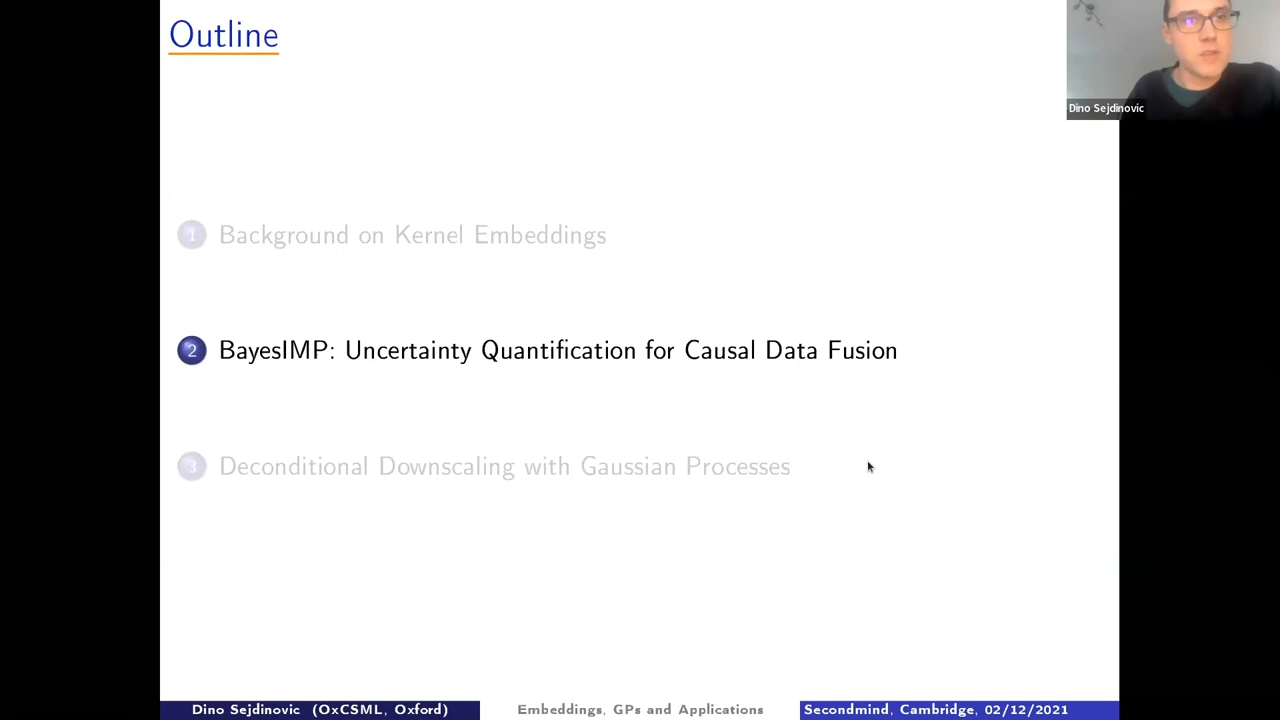 Outline
Dino Sejdinovic
1 Background on Kernel Embeddings
2 BayesIMP: Uncertainty Quantification for Causal Data Fusion
3 Deconditional Downscaling with Gaussian Processes
Dino Sejdinovic (OxCSML, Oxford) Embeddings, GPs and Applications Secondmind, Cambridge, 02/12/2021